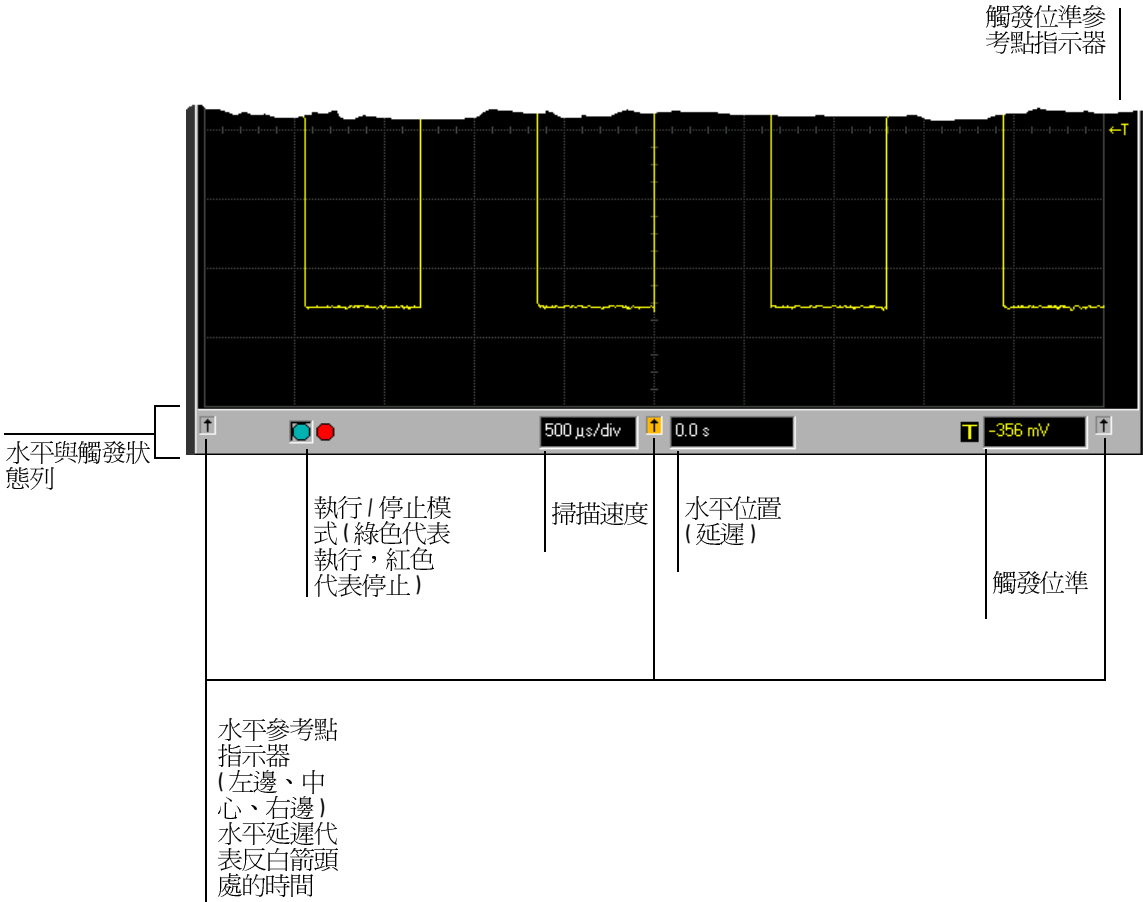 觸發位準參
考點指示器
←T
500 µs/div
0.0 s
T
-356 mV
水平與觸發狀
態列
執行 / 停止模
式 ( 綠色代表
執行，紅色
代表停止 )
掃描速度
水平位置
( 延遲 )
觸發位準
水平參考點
指示器
( 左邊、中
心、右邊 )
水平延遲代
表反白箭頭
處的時間